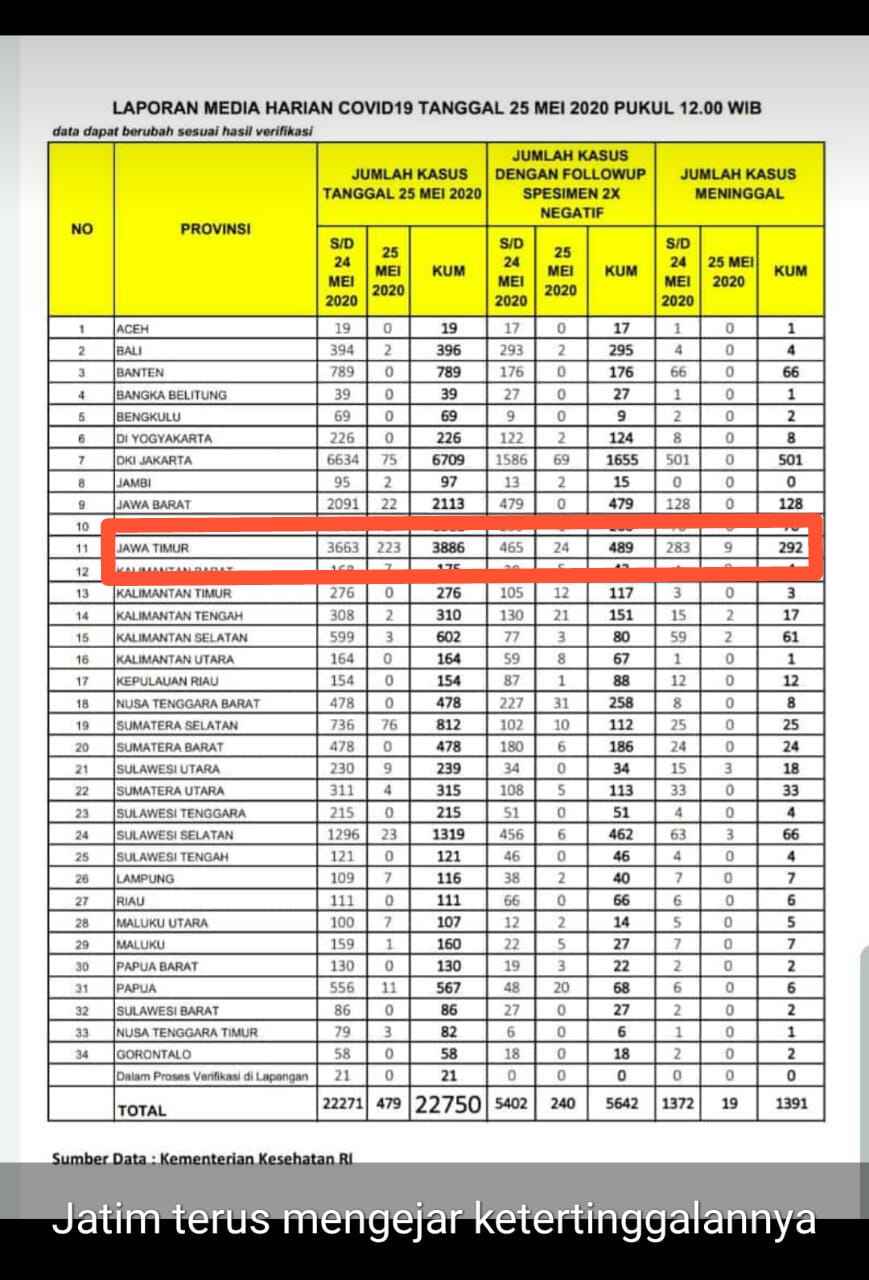 LAPORAN MEDIA HARIAN COVID19 TANGGAL 25 MEI 2020 PUKUL 12.00 WIB
data dapat berubah sesuai hasil verifikasi
NO PROVINSI JUMLAH KASUS TANGGAL 25 MEI 2020 JUMLAH KASUS DENGAN FOLLOWUP SPESIMEN 2X NEGATIF JUMLAH KASUS MENINGGAL
S/D 24 MEI 2020 25 MEI 2020 KUM S/D 24 MEI 2020 25 MEI 2020 KUM S/D 24 MEI 2020 25 MEI 2020 KUM
1 ACEH 19 0 19 17 0 17 1 0 1
2 BALI 394 2 396 293 2 295 4 0 4
3 BANTEN 789 0 789 176 0 176 66 0 66
4 BANGKA BELITUNG 39 0 39 27 0 27 1 0 1
5 BENGKULU 69 0 69 9 0 9 2 0 2
6 DI YOGYAKARTA 226 0 226 122 2 124 8 0 8
7 DKI JAKARTA 6634 75 6709 1586 69 1655 501 0 501
8 JAMBI 95 2 97 13 2 15 0 0 0
9 JAWA BARAT 2091 22 2113 479 0 479 128 0 128
10
11 JAWA TIMUR 3663 223 3886 465 24 489 283 9 292
12 KALIMANTAN BARAT
13 KALIMANTAN TIMUR 276 0 276 105 12 117 3 0 3
14 KALIMANTAN TENGAH 308 2 310 130 21 151 15 2 17
15 KALIMANTAN SELATAN 599 3 602 77 3 80 59 2 61
16 KALIMANTAN UTARA 164 0 164 59 8 67 1 0 1
17 KEPULAUAN RIAU 154 0 154 87 1 88 12 0 12
18 NUSA TENGGARA BARAT 478 0 478 227 31 258 8 0 8
19 SUMATERA SELATAN 736 76 812 102 10 112 25 0 25
20 SUMATERA BARAT 478 0 478 180 6 186 24 0 24
21 SULAWESI UTARA 230 9 239 34 0 34 15 3 18
22 SUMATERA UTARA 311 4 315 108 5 113 33 0 33
23 SULAWESI TENGGARA 215 0 215 51 0 51 4 0 4
24 SULAWESI SELATAN 1296 23 1319 456 6 462 63 3 66
25 SULAWESI TENGAH 121 0 121 46 0 46 4 0 4
26 LAMPUNG 109 7 116 38 2 40 7 0 7
27 RIAU 111 0 111 66 0 66 6 0 6
28 MALUKU UTARA 100 7 107 12 2 14 5 0 5
29 MALUKU 159 1 160 22 5 27 7 0 7
30 PAPUA BARAT 130 0 130 19 3 22 2 0 2
31 PAPUA 556 11 567 48 20 68 6 0 6
32 SULAWESI BARAT 86 0 86 27 0 27 2 0 2
33 NUSA TENGGARA TIMUR 79 3 82 6 0 6 1 0 1
34 GORONTALO 58 0 58 18 0 18 2 0 2
Dalam Proses Verifikasi di Lapangan 21 0 21 0 0 0 0 0 0
TOTAL 22271 479 22750 5402 240 5642 1372 19 1391
Sumber Data : Kementerian Kesehatan RI
Jatim terus mengejar ketertinggalannya